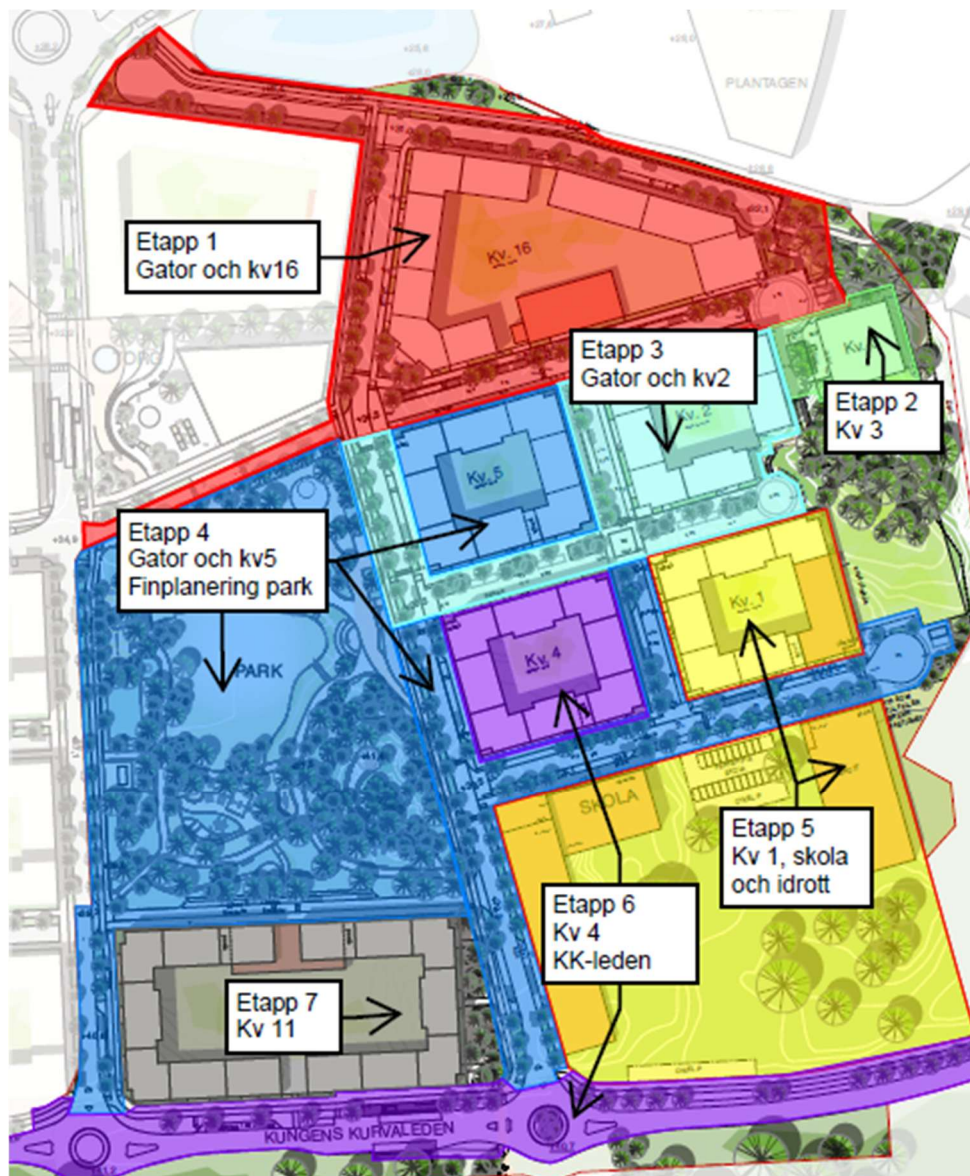 PLANTAGEN
Etapp 1
Gator och kv16
Kv. 16
Etapp 3
Gator och kv2
Kv.
Kv. 2
Etapp 2
Kv 3
TORG
Kv. 5
Etapp 4
Gator och kv5
Finplanering park
Kv. 1
Kv. 4
PARK
SKOLA
Etapp 5
Kv 1, skola
och idrott
Etapp 6
Kv 4
KK-leden
Etapp 7
Kv 11
KUNGENS KURVALEDEN